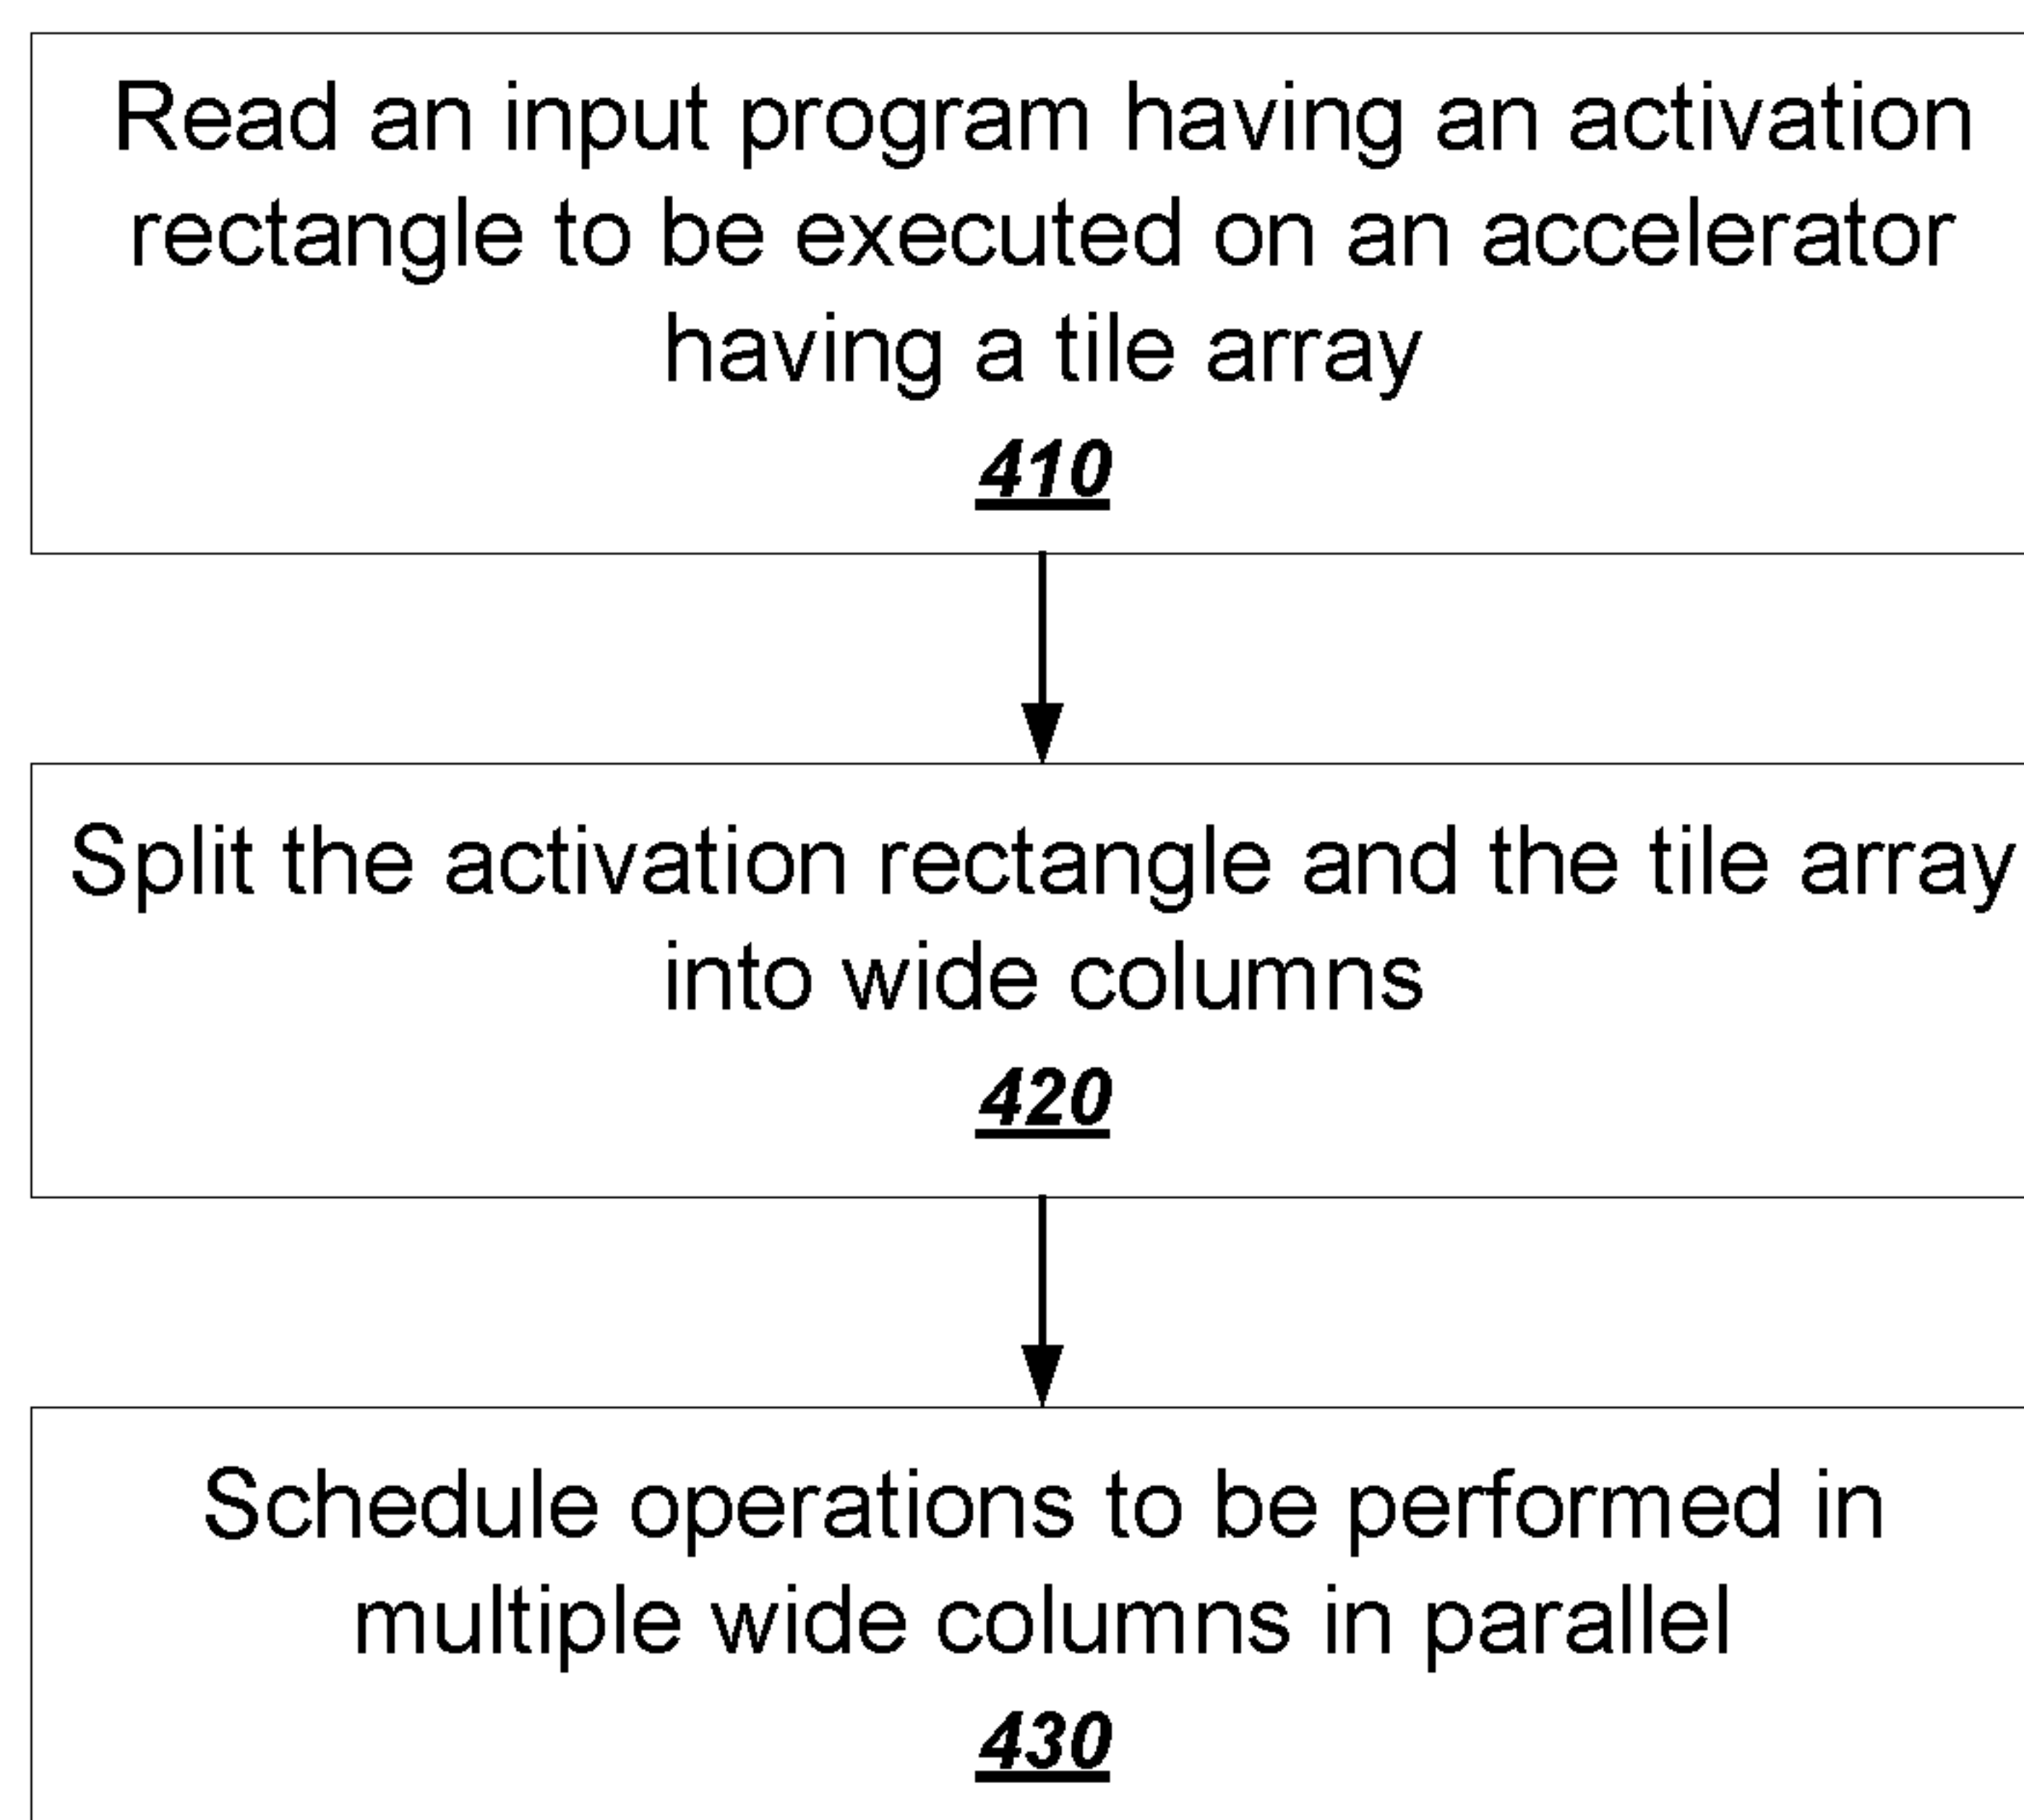 Read an input program having an activation
rectangle to be executed on an accelerator
having a tile array
410
Split the activation rectangle and the tile array
into wide columns
420
Schedule operations to be performed in
multiple wide columns in parallel
430